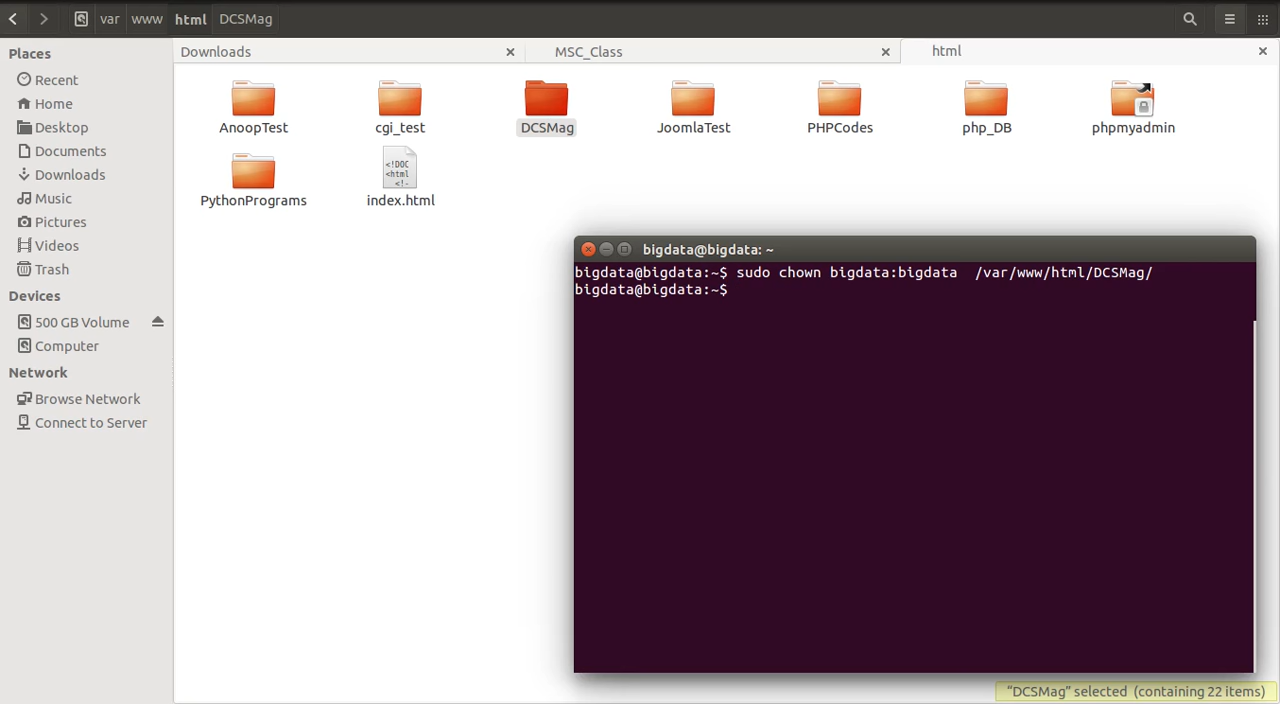 var www html DCSMag
Places
Recent
Home
Desktop
Documents
Downloads
Music
Pictures
Videos
Trash
Devices
500 GB Volume
Computer
Network
Browse Network
Connect to Server
Downloads
MSC_Class
html
AnoopTest
cgi_test
DCSMag
JoomlaTest
PHPCodes
php_DB
phpmyadmin
PythonPrograms
<!DOC
<html
<!-
index.html
bigdata@bigdata: ~
bigdata@bigdata:~$ sudo chown bigdata:bigdata  /var/www/html/DCSMag/
bigdata@bigdata:~$
"DCSMag" selected (containing 22 items)